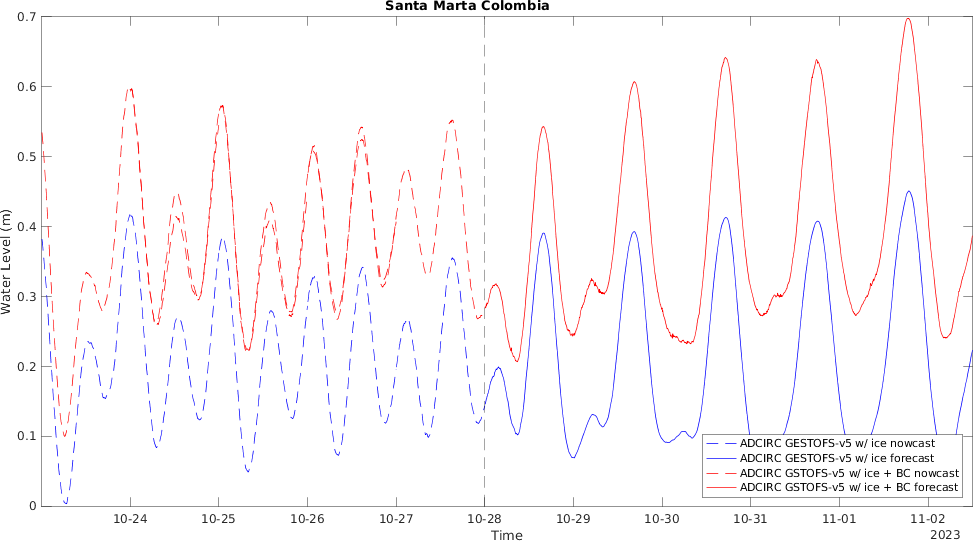 Santa Marta Colombia
0.7
0.6
0.5
0.4
0.3
0.2
0.1
0
Water Level (m)
ADCIRC GESTOFS-v5 w/ ice nowcast
ADCIRC GESTOFS-v5 w/ ice forecast
ADCIRC GSTOFS-v5 w/ ice + BC nowcast
ADCIRC GSTOFS-v5 w/ ice + BC forecast
10-24 10-25 10-26 10-27 10-28 10-29 10-30 10-31 11-01 11-02
Time
2023